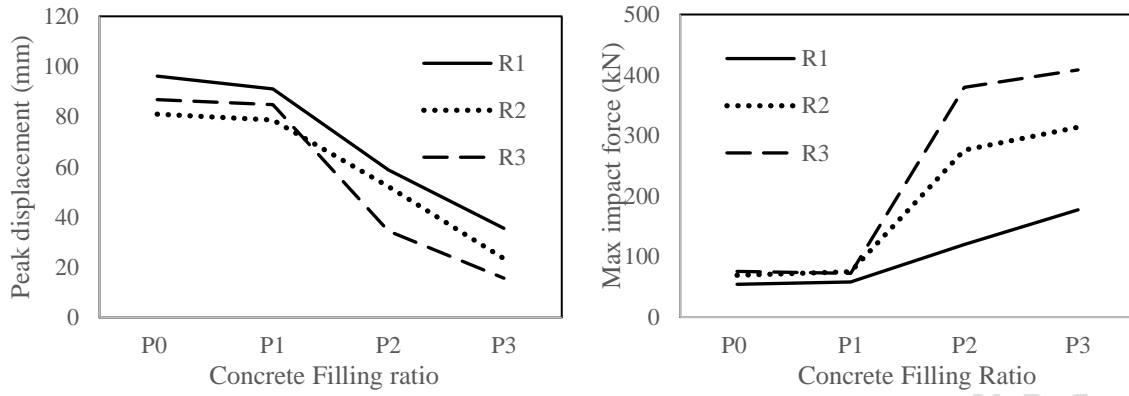 Peak displacement (mm)
120
100
80
60
40
20
0
R1
R2
R3
P0 P1 P2 P3
Concrete Filling ratio
Max impact force (kN)
500
400
300
200
100
0
R1
R2
R3
P0 P1 P2 P3
Concrete Filling Ratio